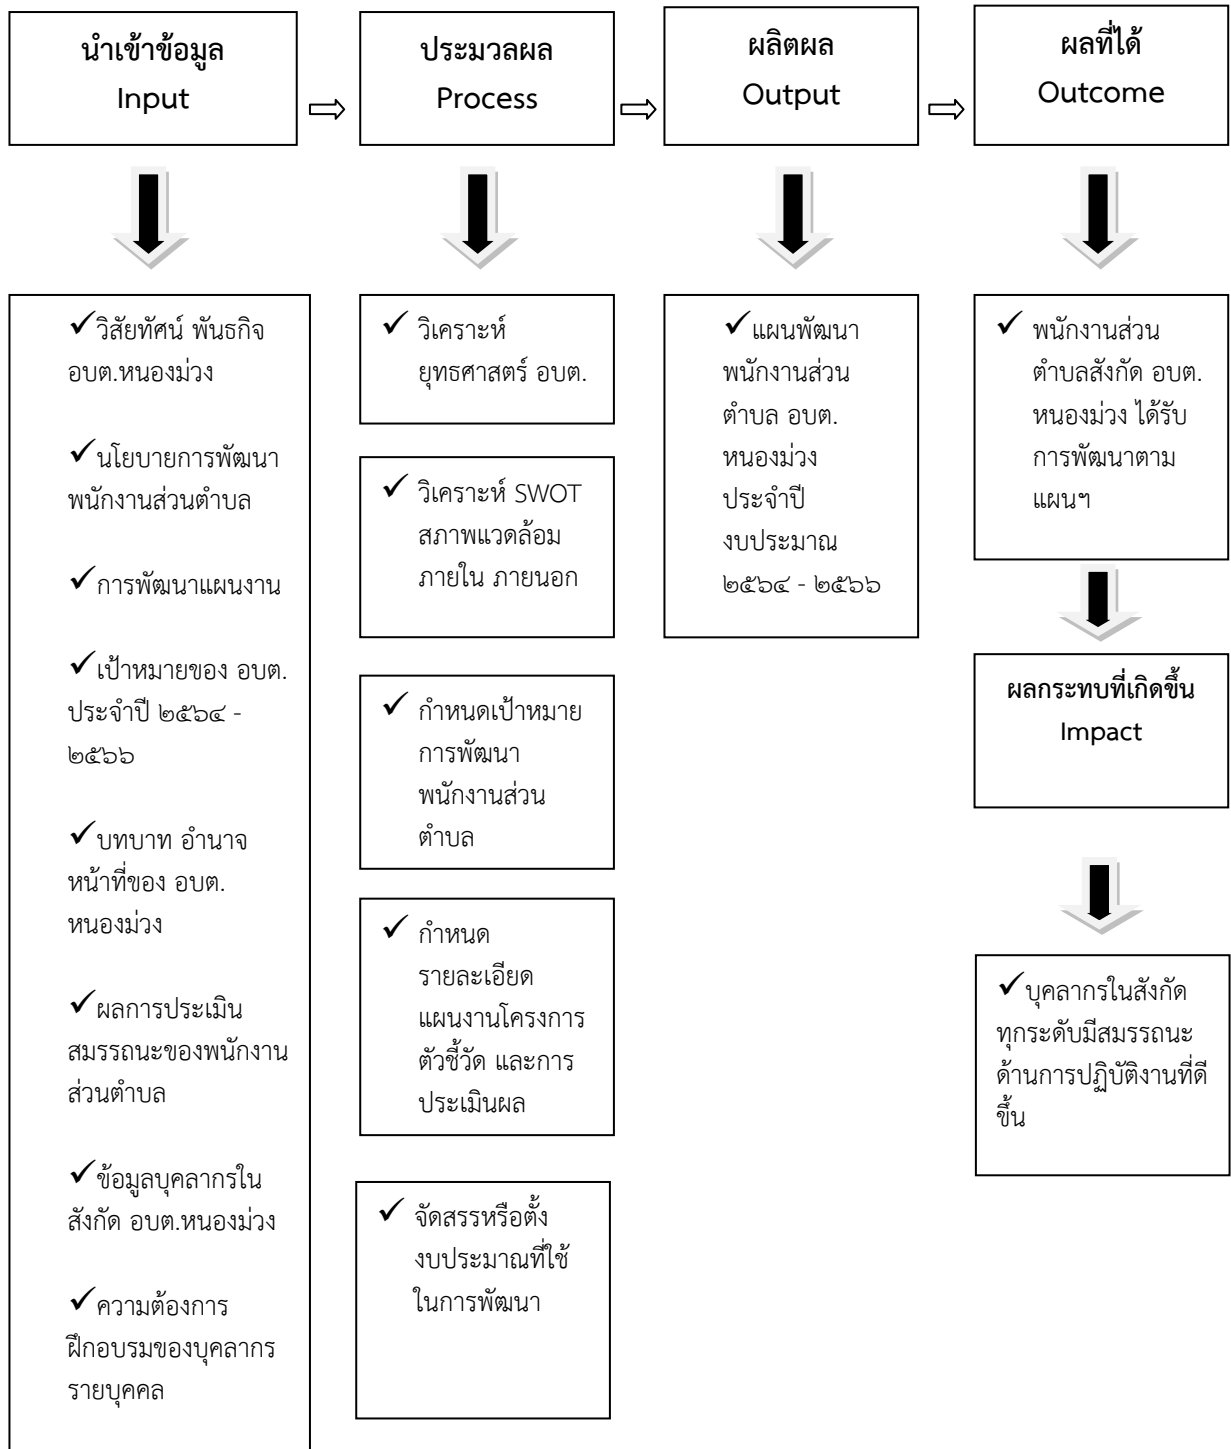 นำเข้าข้อมูล
Input
ประมวลผล
Process
ผลิตผล
Output
ผลที่ได้
Outcome
✓วิสัยทัศน์ พันธกิจ
อบต.หนองม่วง
✓นโยบายการพัฒนา
พนักงานส่วนตำบล
✓การพัฒนาแผนงาน
✓เป้าหมายของ อบต.
ประจำปี ๒๕๖๔ -
๒๕๖๖
✓บทบาท อำนาจ
หน้าที่ของ อบต.
หนองม่วง
✓ผลการประเมิน
สมรรถนะของพนักงาน
ส่วนตำบล
✓ข้อมูลบุคลากรใน
สังกัด อบต.หนองม่วง
✓ความต้องการ
ฝึกอบรมของบุคลากร
รายบุคคล
✓ วิเคราะห์
ยุทธศาสตร์ อบต.
✓ วิเคราะห์ SWOT
สภาพแวดล้อม
ภายใน ภายนอก
✓ กำหนดเป้าหมาย
การพัฒนา
พนักงานส่วน
ตำบล
✓ กำหนด
รายละเอียด
แผนงานโครงการ
ตัวชี้วัด และการ
ประเมินผล
✓ จัดสรรหรือตั้ง
งบประมาณที่ใช้
ในการพัฒนา
✓แผนพัฒนา
พนักงานส่วน
ตำบล อบต.
หนองม่วง
ประจำปี
งบประมาณ
๒๕๖๔ - ๒๕๖๖
✓ พนักงานส่วน
ตำบลสังกัด อบต.
หนองม่วง ได้รับ
การพัฒนาตาม
แผนฯ
ผลกระทบที่เกิดขึ้น
Impact
✓บุคลากรในสังกัด
ทุกระดับมีสมรรถนะ
ด้านการปฏิบัติงานที่ดี
ขึ้น